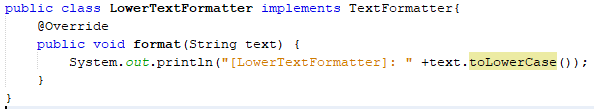 public class LowerTextFormatter implements TextFormatter{
@Override
public void format(String text) {
System.out.println("[LowerTextFormatter]: " +text.toLowerCase());
}
}